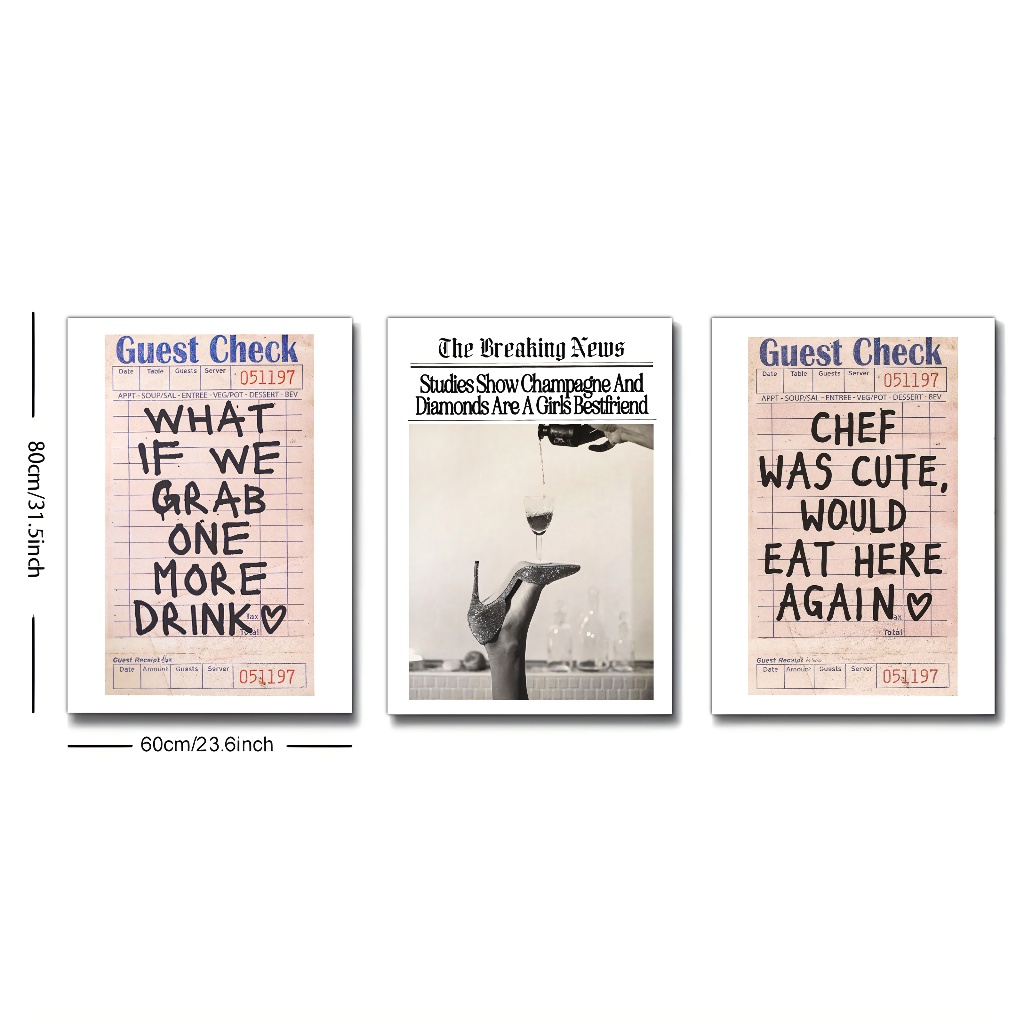 80cm/31.5inch
Guest Check
Date Table Guests Server 051197
APPT - SOUP/SAL - ENTREE - VEG/POT - DESSERT - BEV
WHAT
IF WE
GRAB
ONE
MORE
DRINK♡
Tax
Total
Guest Receipt
Date Amount Guests Server 051197
60cm/23.6inch
The Breaking News
Studies Show Champagne And
Diamonds Are A Girls Bestfriend
Guest Check
Date Table Guests Server 051197
APPT - SOUP/SAL - ENTREE - VEG/POT - DESSERT - BEV
CHEF
WAS CUTE,
WOULD
EAT HERE
AGAIN♡
Tax
Total
Guest Receipt
Date Amount Guests Server 051197